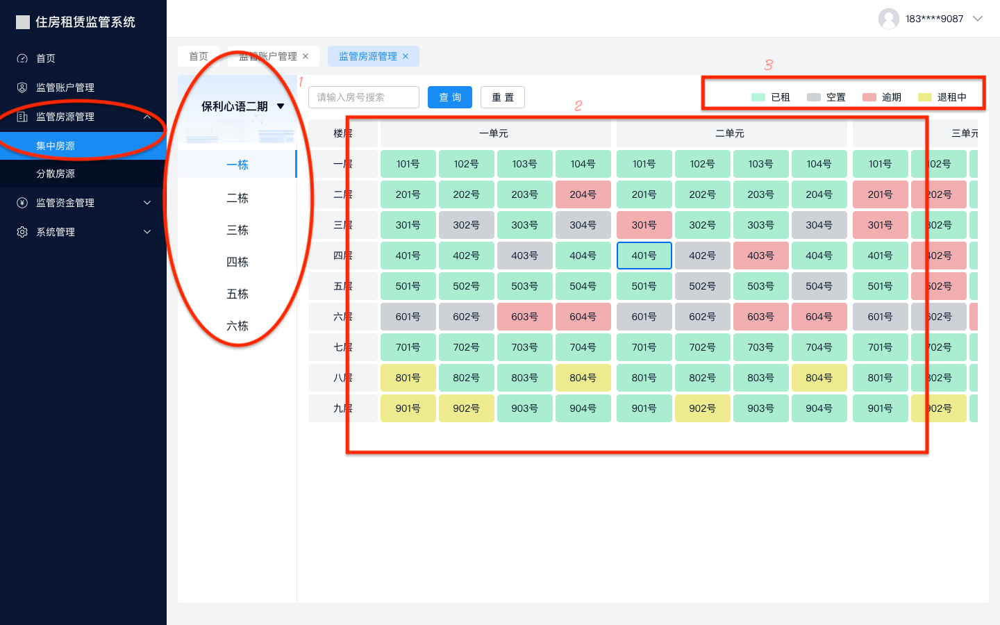 住房租赁监管系统
183****9087
首页
监管账户管理
监管房源管理
集中房源
分散房源
监管资金管理
系统管理
首页
监管账户管理 ×
监管房源管理 ×
1
2
3
保利心语二期
一栋
二栋
三栋
四栋
五栋
六栋
请输入房号搜索
查 询
重 置
已租 空置 逾期 退租中
楼层 一单元 二单元 三单元
一层 101号 102号 103号 104号 101号 102号 103号 104号 101号 102号
二层 201号 202号 203号 204号 201号 202号 203号 204号 201号 202号
三层 301号 302号 303号 304号 301号 302号 303号 304号 301号 302号
四层 401号 402号 403号 404号 401号 402号 403号 404号 401号 402号
五层 501号 502号 503号 504号 501号 502号 503号 504号 501号 502号
六层 601号 602号 603号 604号 601号 602号 603号 604号 601号 602号
七层 701号 702号 703号 704号 701号 702号 703号 704号 701号 702号
八层 801号 802号 803号 804号 801号 802号 803号 804号 801号 802号
九层 901号 902号 903号 904号 901号 902号 903号 904号 901号 902号